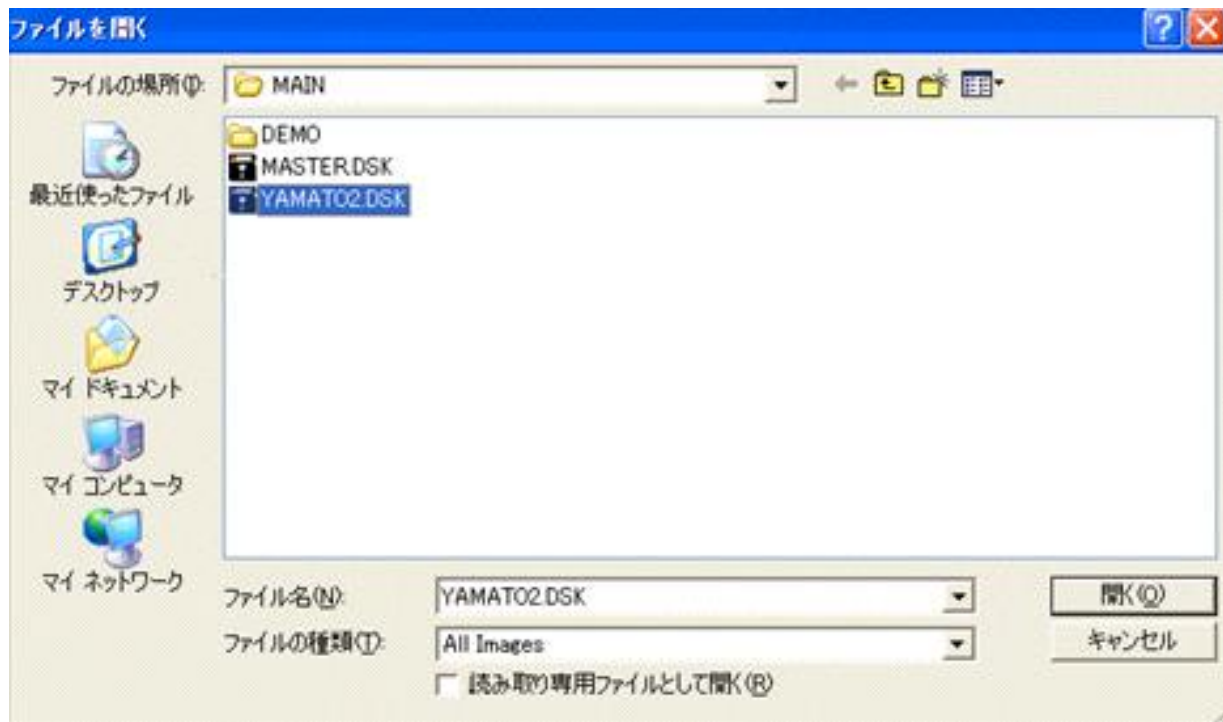 ファイルを開く
ファイルの場所(I):
MAIN
最近使ったファイル
デスクトップ
マイ ドキュメント
マイ コンピュータ
マイ ネットワーク
DEMO
MASTER.DSK
YAMATO2.DSK
ファイル名(N):
YAMATO2.DSK
開く(O)
ファイルの種類(T):
All Images
キャンセル
読み取り専用ファイルとして開く(R)